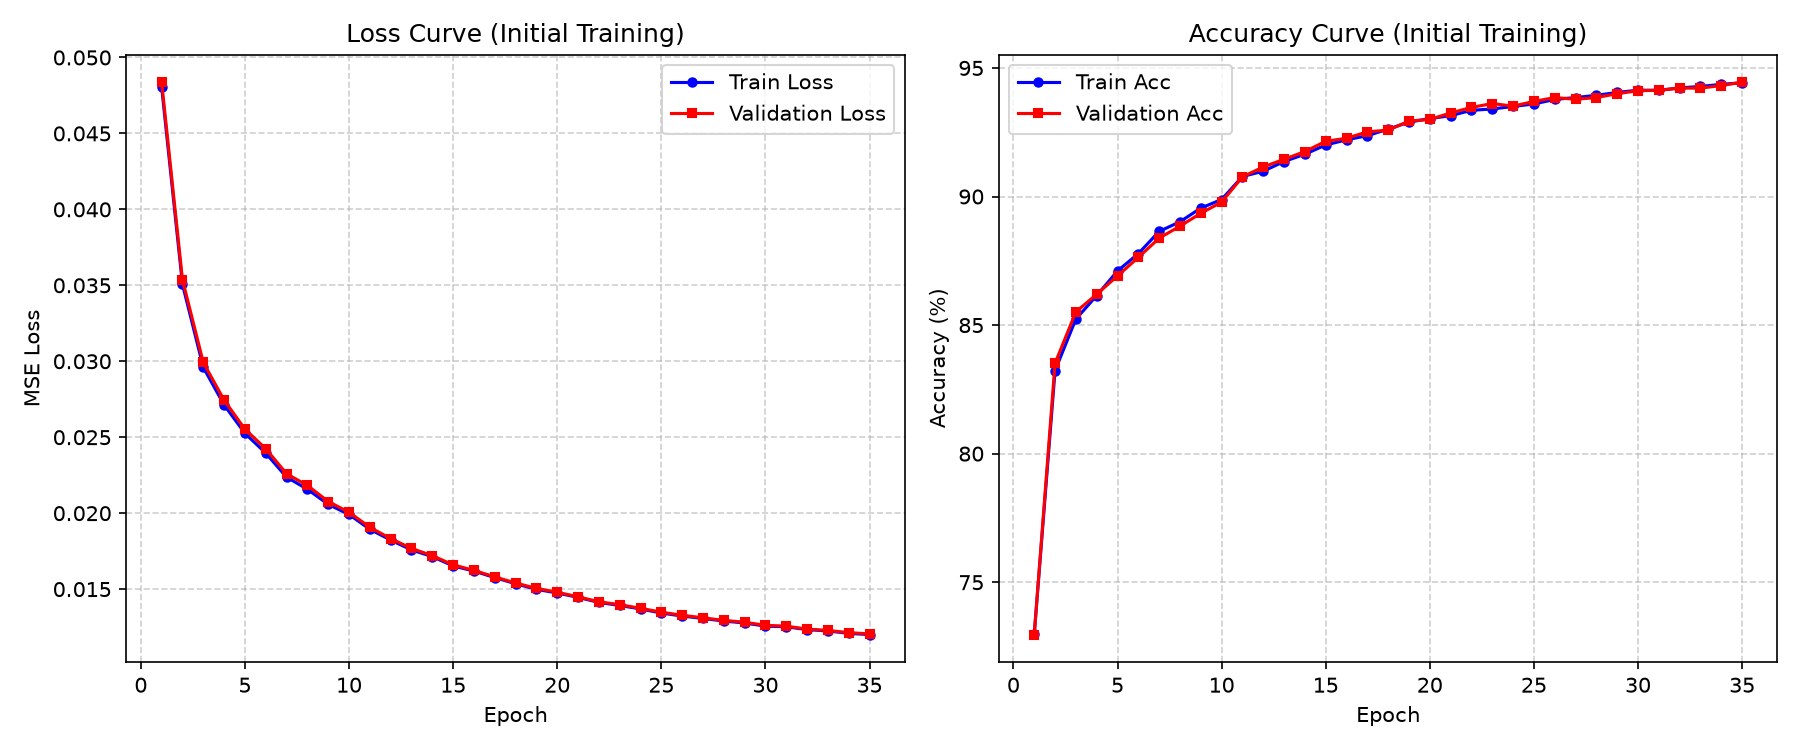 Loss Curve (Initial Training)
0.050
0.045
0.040
0.035
0.030
0.025
0.020
0.015
MSE Loss
Train Loss
Validation Loss
0 5 10 15 20 25 30 35
Epoch
Accuracy Curve (Initial Training)
95
90
85
80
75
Accuracy (%)
Train Acc
Validation Acc
0 5 10 15 20 25 30 35
Epoch